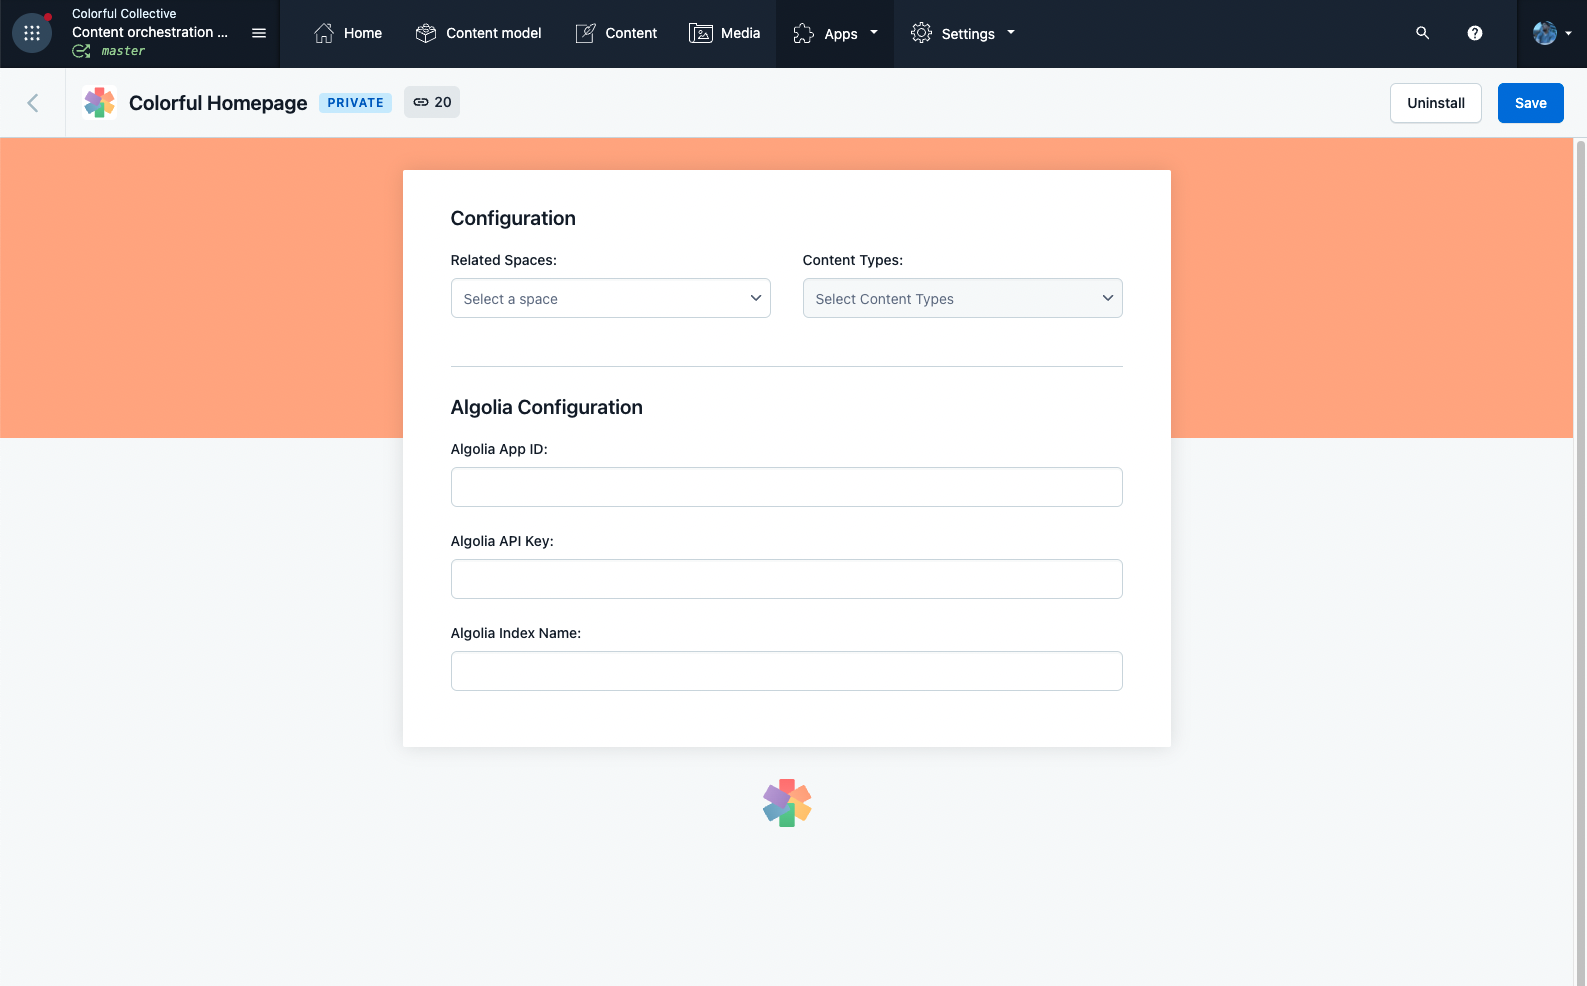 Colorful Collective
Content orchestration ...
master
Home
Content model
Content
Media
Apps
Settings
Colorful Homepage
PRIVATE
20
Uninstall
Save
Configuration
Related Spaces:
Content Types:
Select a space
Select Content Types
Algolia Configuration
Algolia App ID:
Algolia API Key:
Algolia Index Name: